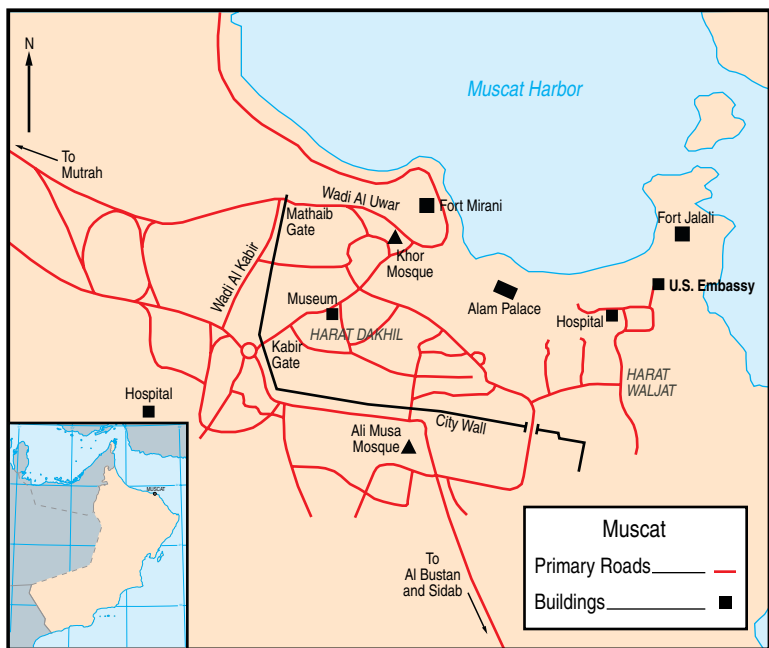 N
Muscat Harbor
To
Mutrah
Wadi Al Uwar
Mathaib
Gate
Fort Mirani
Fort Jalali
Khor
Mosque
Wadi Al Kabir
U.S. Embassy
Alam Palace
Museum
Hospital
HARAT DAKHIL
Kabir
Gate
HARAT
WALJAT
Hospital
City Wall
Ali Musa
Mosque
MUSCAT
To
Al Bustan
and Sidab
Muscat
Primary Roads
Buildings